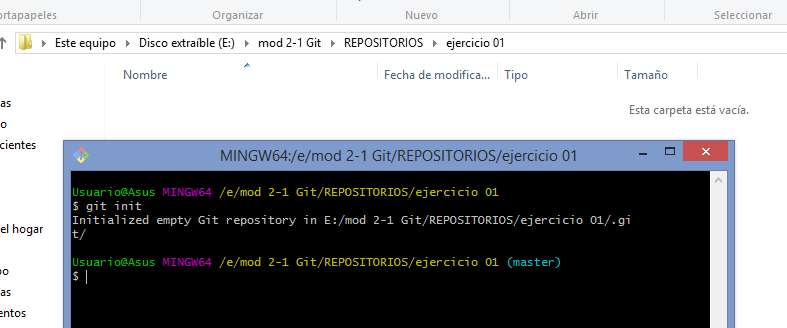 ortapapeles Organizar Nuevo Abrir Seleccionar
Este equipo Disco extraíble (E:) mod 2-1 Git REPOSITORIOS ejercicio 01
Nombre Fecha de modifica... Tipo Tamaño
as
o
cientes
Esta carpeta está vacía.
el hogar
o
as
entos
MINGW64:/e/mod 2-1 Git/REPOSITORIOS/ejercicio 01
Usuario@Asus MINGW64 /e/mod 2-1 Git/REPOSITORIOS/ejercicio 01
$ git init
Initialized empty Git repository in E:/mod 2-1 Git/REPOSITORIOS/ejercicio 01/.gi
t/
Usuario@Asus MINGW64 /e/mod 2-1 Git/REPOSITORIOS/ejercicio 01 (master)
$